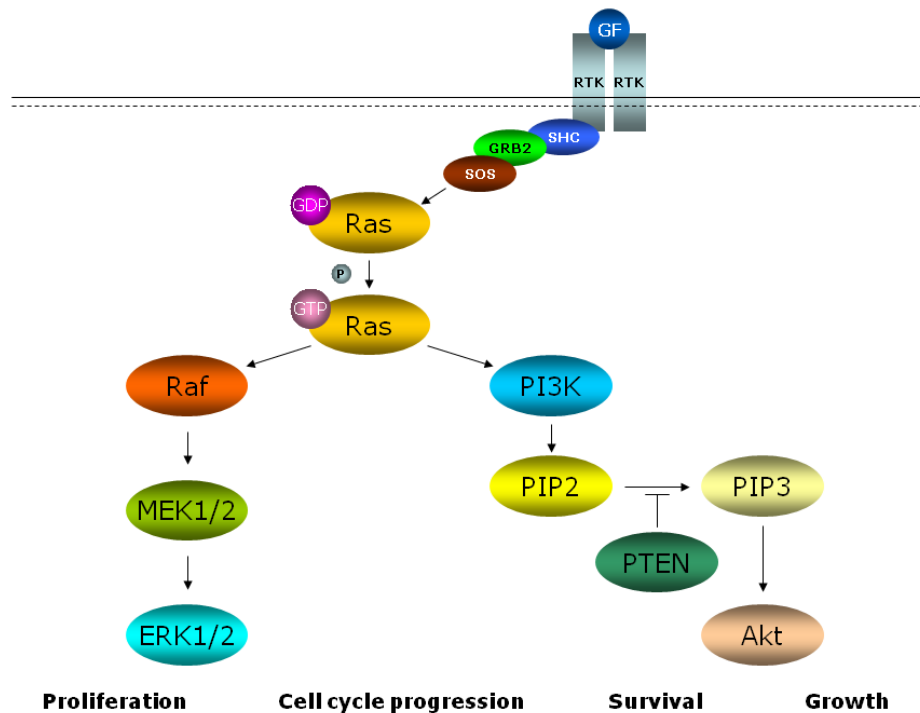 GF
RTK RTK
SHC
GRB2
SOS
GDP
Ras
P
GTP
Ras
Raf
PI3K
PIP2
PIP3
MEK1/2
PTEN
ERK1/2
Akt
Proliferation Cell cycle progression Survival Growth